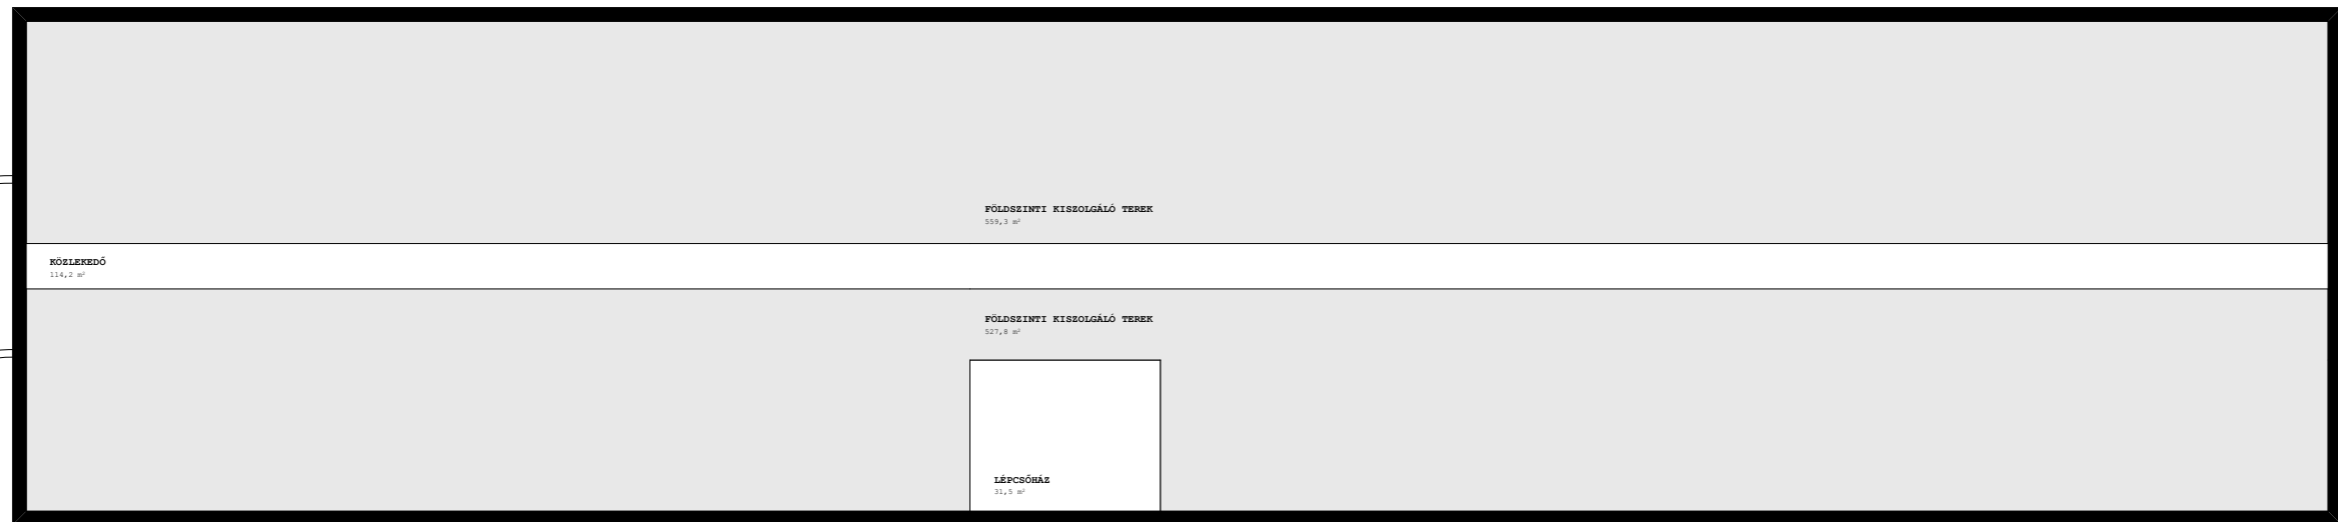 FÖLDSZINTI KISZOLGÁLÓ TEREK
559,3 m²
KÖZLEKEDŐ
114,2 m²
FÖLDSZINTI KISZOLGÁLÓ TEREK
527,8 m²
LÉPCSŐHÁZ
31,5 m²